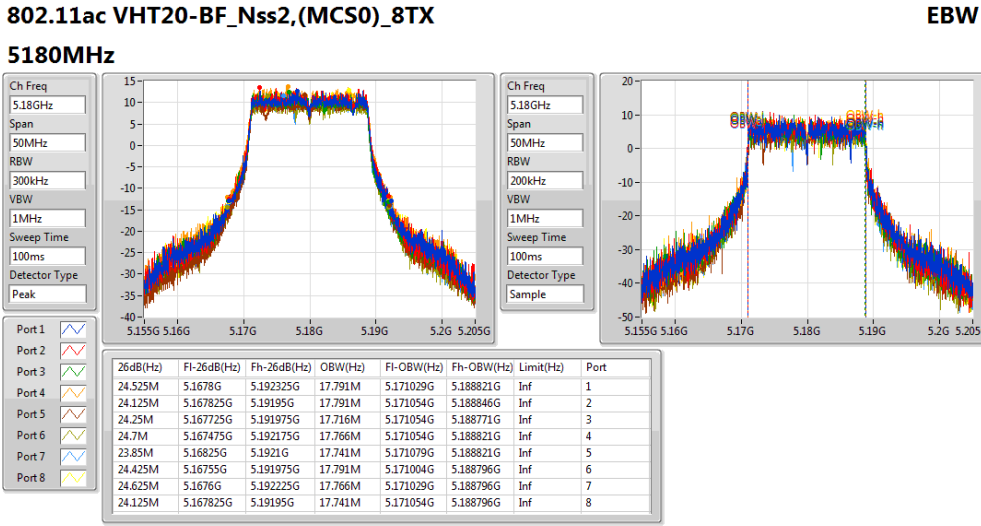 802.11ac VHT20-BF_Nss2,(MCS0)_8TX
EBW
5180MHz
Ch Freq
5.18GHz
Span
50MHz
RBW
300kHz
VBW
1MHz
Sweep Time
100ms
Detector Type
Peak
15
10
5
0
-5
-10
-15
-20
-25
-30
-35
-40
5.155G 5.16G 5.17G 5.18G 5.19G 5.2G 5.205G
Ch Freq
5.18GHz
Span
50MHz
RBW
200kHz
VBW
1MHz
Sweep Time
100ms
Detector Type
Sample
20
10
0
-10
-20
-30
-40
-50
5.155G 5.16G 5.17G 5.18G 5.19G 5.2G 5.205
Port 1
Port 2
Port 3
Port 4
Port 5
Port 6
Port 7
Port 8
26dB(Hz) Fl-26dB(Hz) Fh-26dB(Hz) OBW(Hz) Fl-OBW(Hz) Fh-OBW(Hz) Limit(Hz) Port
24.525M 5.1678G 5.192325G 17.791M 5.171029G 5.188821G Inf 1
24.125M 5.167825G 5.19195G 17.791M 5.171054G 5.188846G Inf 2
24.25M 5.167725G 5.191975G 17.716M 5.171054G 5.188771G Inf 3
24.7M 5.167475G 5.192175G 17.766M 5.171054G 5.188821G Inf 4
23.85M 5.16825G 5.1921G 17.741M 5.171079G 5.188821G Inf 5
24.425M 5.16755G 5.191975G 17.791M 5.171004G 5.188796G Inf 6
24.625M 5.1676G 5.192225G 17.766M 5.171029G 5.188796G Inf 7
24.125M 5.167825G 5.19195G 17.741M 5.171054G 5.188796G Inf 8